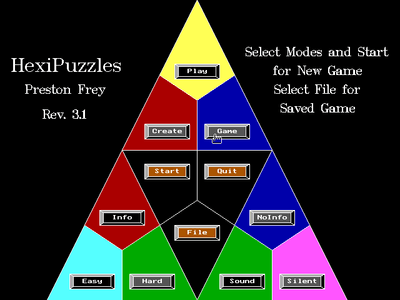 HexiPuzzles
Preston Frey
Rev. 3.1
Select Modes and Start
for New Game
Select File for
Saved Game
Play
Create
Game
Start
Quit
Info
NoInfo
File
Easy
Hard
Sound
Silent